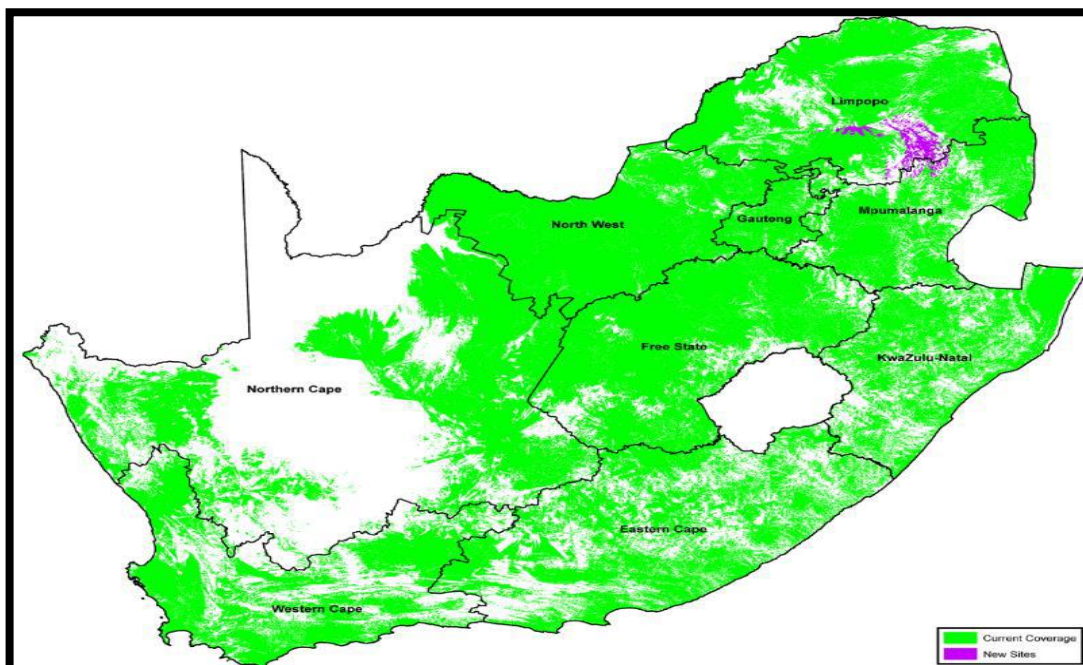 Limpopo
North West
Gauteng
Mpumalanga
Free State
KwaZulu-Natal
Northern Cape
Eastern Cape
Western Cape
Current Coverage
New Sites